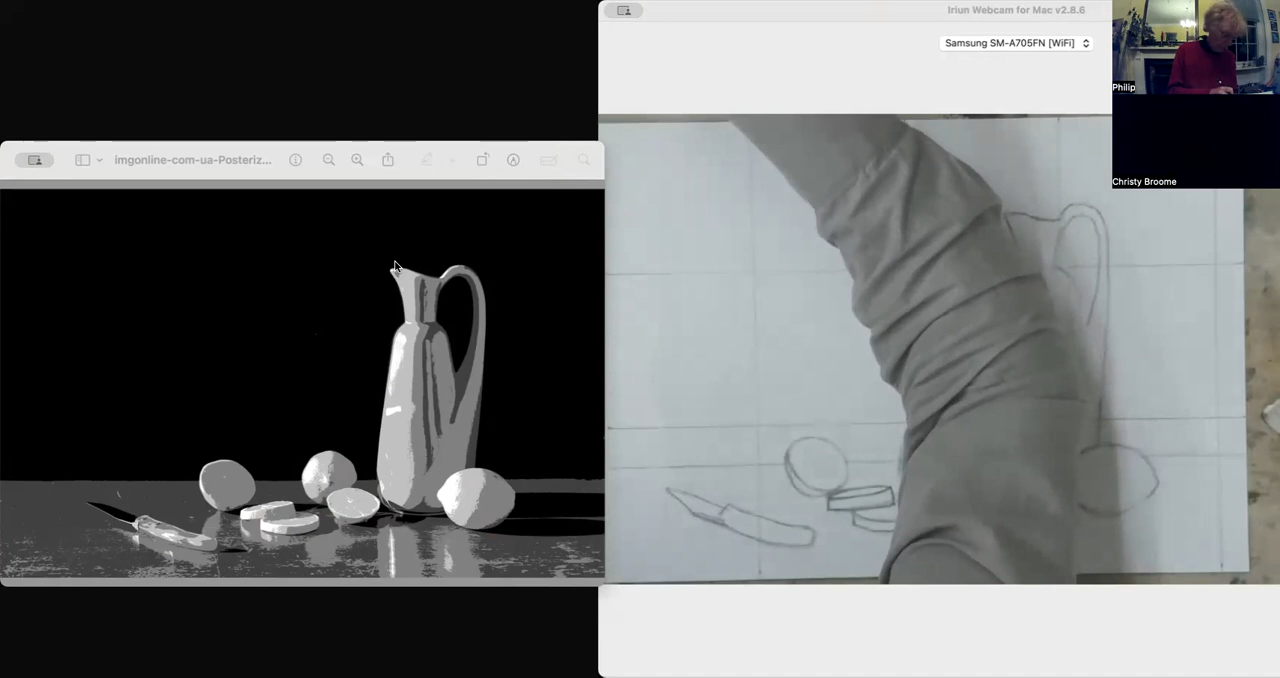 Iriun Webcam for Mac v2.8.6
Samsung SM-A705FN [WiFi]
Philip
imgonline-com-ua-Posteriz...
Christy Broome